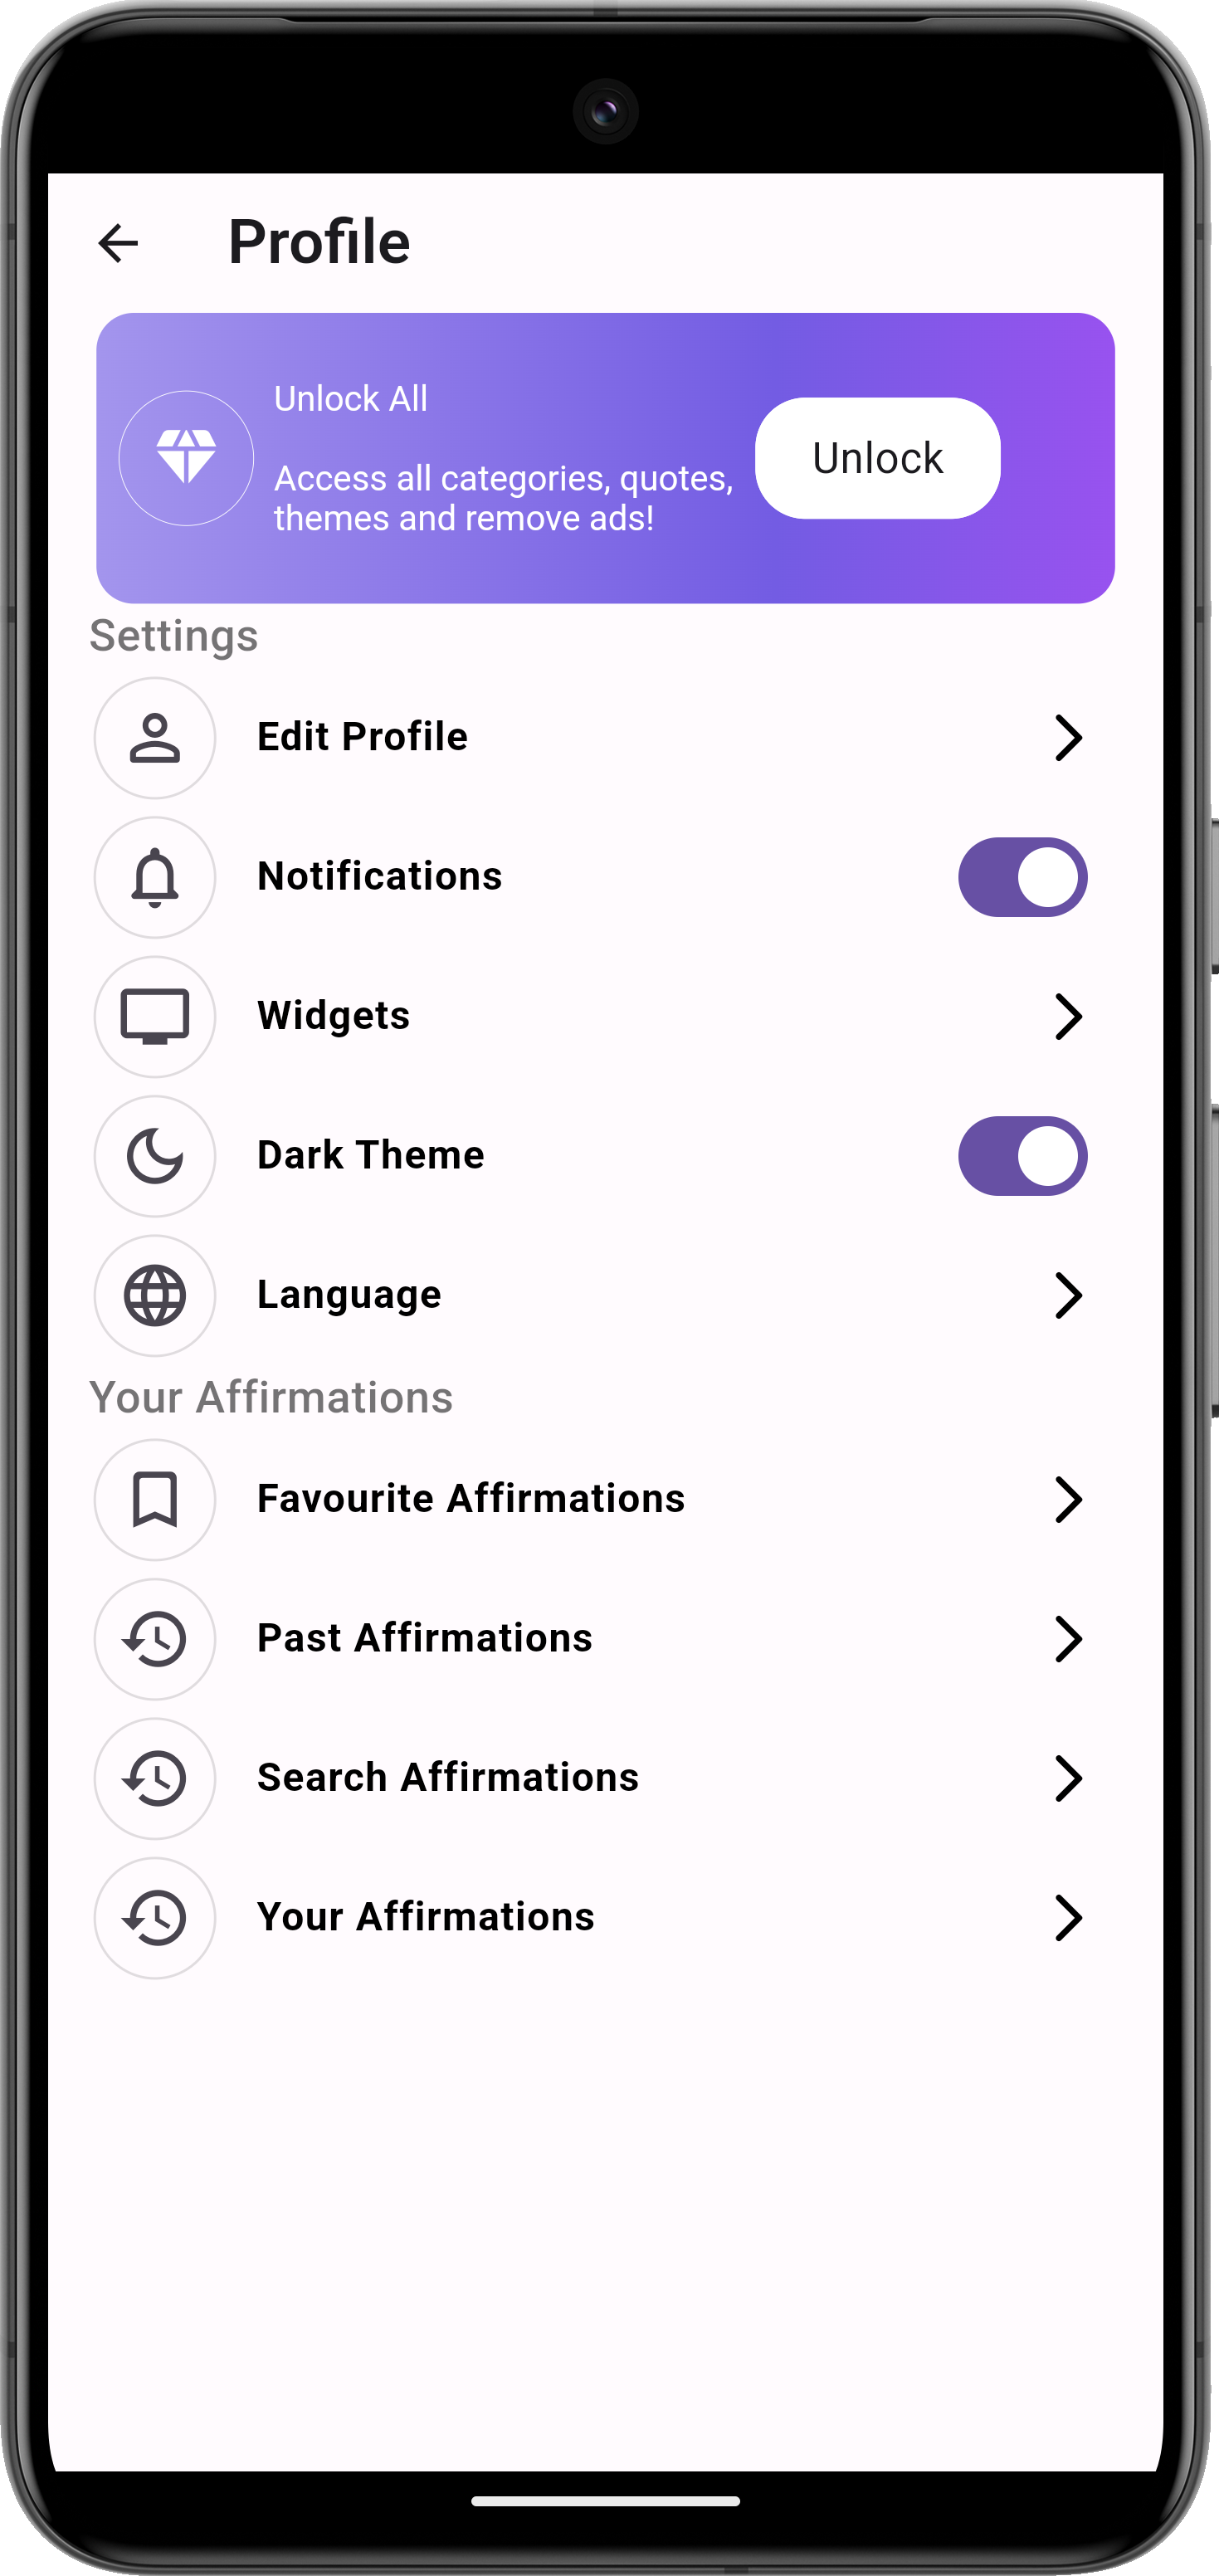 Profile
Unlock All
Access all categories, quotes,
themes and remove ads!
Unlock
Settings
Edit Profile
Notifications
Widgets
Dark Theme
Language
Your Affirmations
Favourite Affirmations
Past Affirmations
Search Affirmations
Your Affirmations